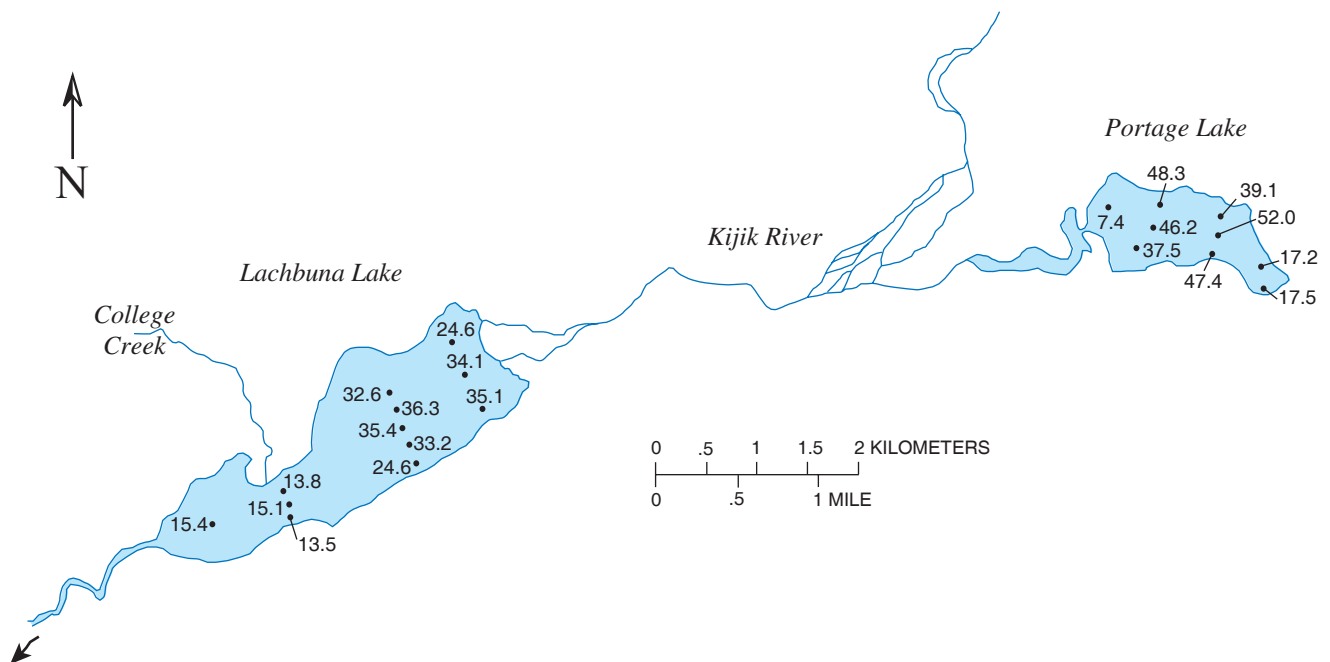 N
Portage Lake
48.3
39.1
52.0
7.4
46.2
37.5
47.4
17.2
17.5
Kijik River
Lachbuna Lake
College
Creek
24.6
34.1
32.6
36.3
35.1
35.4
33.2
24.6
13.8
15.1
15.4
13.5
0 .5 1 1.5 2 KILOMETERS
0 .5 1 MILE